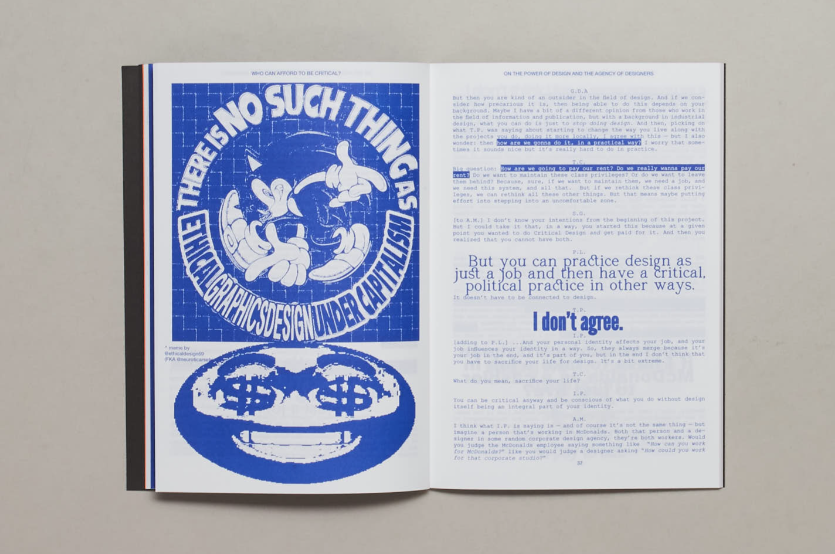 WHO CAN AFFORD TO BE CRITICAL?
THERE IS NO SUCH THING AS
ETHICAL GRAPHICSDESIGN UNDER CAPITALISM
ON THE POWER OF DESIGN AND THE AGENCY OF DESIGNERS
But then you are kind of an outsider in the field of design. And if we con-
sider how precarious it is, then being able to do this depends on your
background. Maybe I have a bit of a different opinion from those who work in
the field of information and publication, but with a background in industrial
design, what you can do is just to stop doing design. And then, picking on
what T.F. was saying about starting to change the way you live along with
the projects you do, doing it more locally, I agree with this — but I also
wonder: then how are we gonna do it, in a practical way? I worry that some-
times it sounds nice but it's really hard to do in practice.
Big question: How are we going to pay our rent? Do we really wanna pay our
rent? Do we want to maintain these class privileges? Or do we want to leave
them behind? Because, sure, if we want to maintain them, we need a job, and
we need this system, and all that. But if we rethink these class privi-
leges, we can rethink all these other things. But that means maybe putting
effort into stepping into an uncomfortable zone.
[to A.M.] I don't know your intentions from the beginning of this project.
But I could take it that, in a way, you started this because at a given
point you wanted to do Critical Design and get paid for it. And then you
realized that you cannot have both.
But you can practice design as
just a job and then have a critical,
political practice in other ways.
It doesn't have to be connected to design.
I don't agree.
[adding to P.L.] ...And your personal identity affects your job, and your
job influences your identity in a way. So, they always merge because it's
your job in the end, and it's part of you, but in the end I don't think that
you have to sacrifice your life for design. It's a bit extreme.
What do you mean, sacrifice your life?
You can be critical anyway and be conscious of what you do without design
itself being an integral part of your identity.
A.M.
I think what I.P. is saying is — and of course it's not the same thing — but
imagine a person that's working in McDonalds. Both that person and a de-
signer in some random corporate design agency, they're both workers. Would
you judge the McDonalds employee saying something like "How can you work
for McDonalds?" like you would judge a designer asking "How could you work
for that corporate studio?"